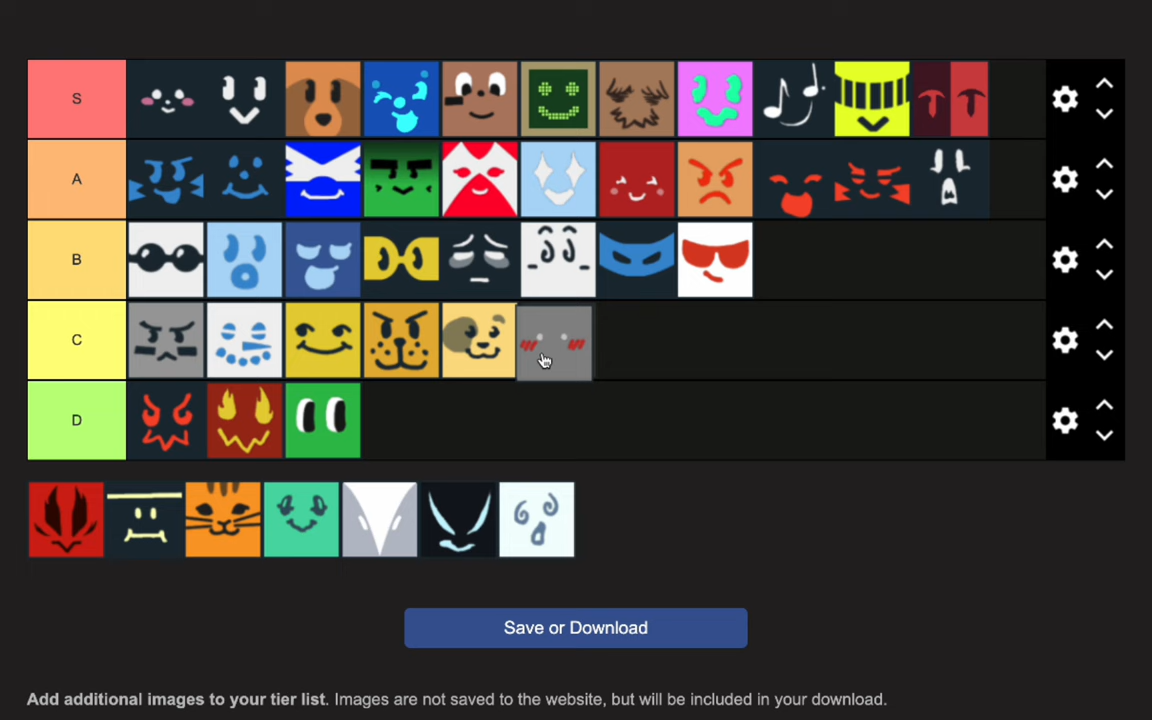 S
A
B
C
D
Save or Download
Add additional images to your tier list. Images are not saved to the website, but will be included in your download.